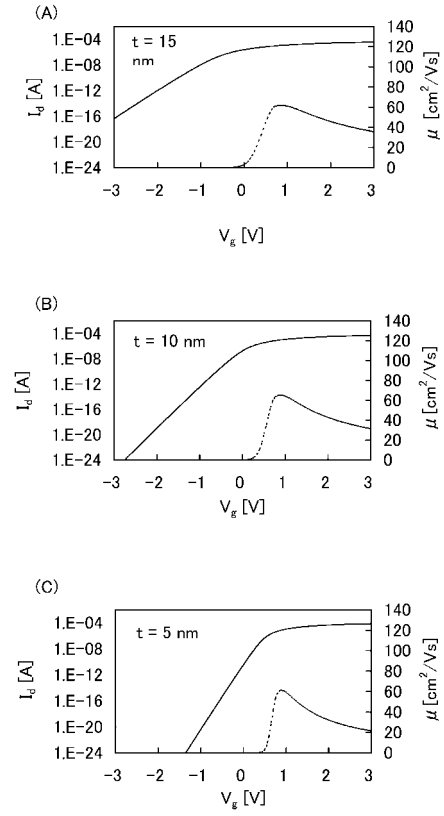 (A)
t = 15
nm
1.E-04
1.E-08
1.E-12
1.E-16
1.E-20
1.E-24
I_d [A]
140
120
100
80
60
40
20
0
μ [cm²/Vs]
-3 -2 -1 0 1 2 3
V_g [V]
(B)
t = 10 nm
1.E-04
1.E-08
1.E-12
1.E-16
1.E-20
1.E-24
I_d [A]
140
120
100
80
60
40
20
0
μ [cm²/Vs]
-3 -2 -1 0 1 2 3
V_g [V]
(C)
t = 5 nm
1.E-04
1.E-08
1.E-12
1.E-16
1.E-20
1.E-24
I_d [A]
140
120
100
80
60
40
20
0
μ [cm²/Vs]
-3 -2 -1 0 1 2 3
V_g [V]